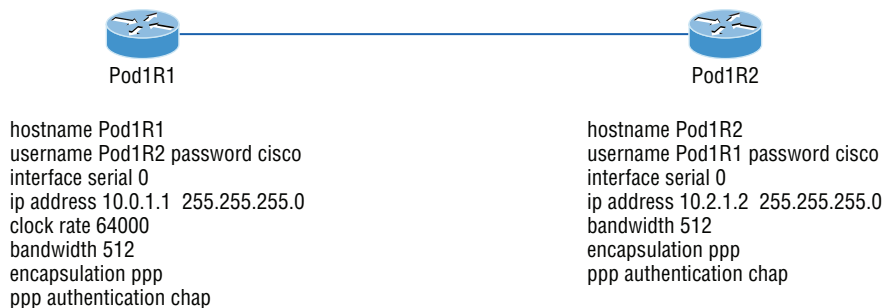 Pod1R1
Pod1R2
hostname Pod1R1
username Pod1R2 password cisco
interface serial 0
ip address 10.0.1.1 255.255.255.0
clock rate 64000
bandwidth 512
encapsulation ppp
ppp authentication chap
hostname Pod1R2
username Pod1R1 password cisco
interface serial 0
ip address 10.2.1.2 255.255.255.0
bandwidth 512
encapsulation ppp
ppp authentication chap